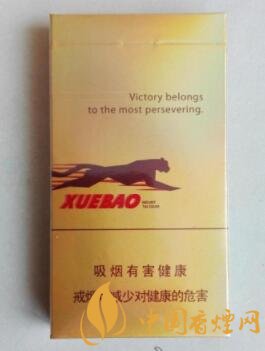 Victory belongs
to the most persevering.
XUEBAO
吸烟有害健康
戒烟 减少对健康的危害
中国香烟网